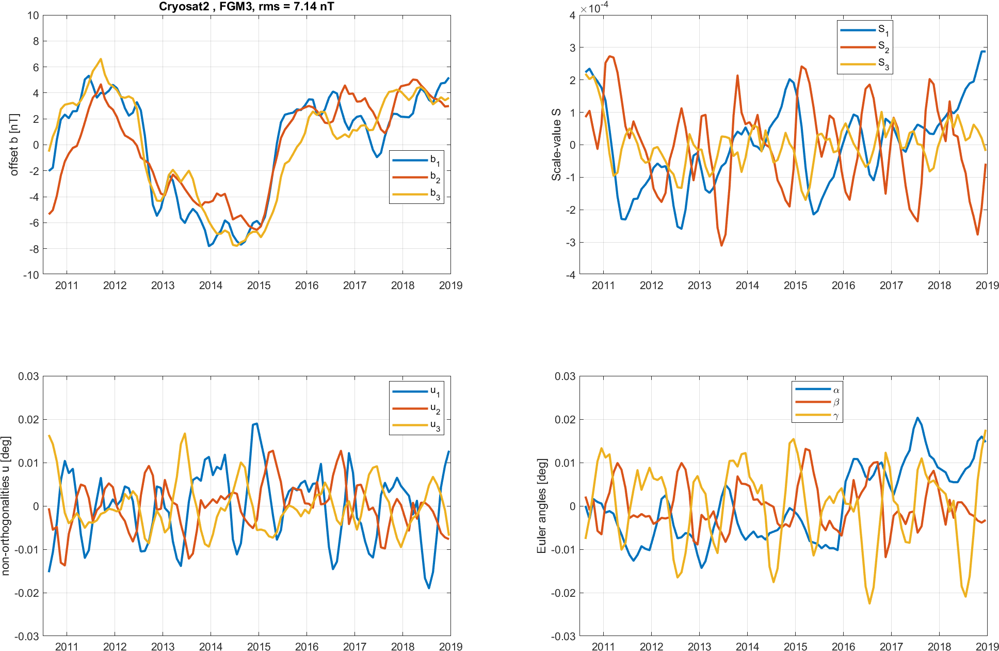 Cryosat2 , FGM3, rms = 7.14 nT
offset b [nT]
10
8
6
4
2
0
-2
-4
-6
-8
-10
2011 2012 2013 2014 2015 2016 2017 2018 2019
b1
b2
b3
×10-4
Scale-value S
4
3
2
1
0
-1
-2
-3
-4
2011 2012 2013 2014 2015 2016 2017 2018 2019
S1
S2
S3
non-orthogonalities u [deg]
0.03
0.02
0.01
0
-0.01
-0.02
-0.03
2011 2012 2013 2014 2015 2016 2017 2018 2019
u1
u2
u3
Euler angles [deg]
0.03
0.02
0.01
0
-0.01
-0.02
-0.03
2011 2012 2013 2014 2015 2016 2017 2018 2019
α
β
γ